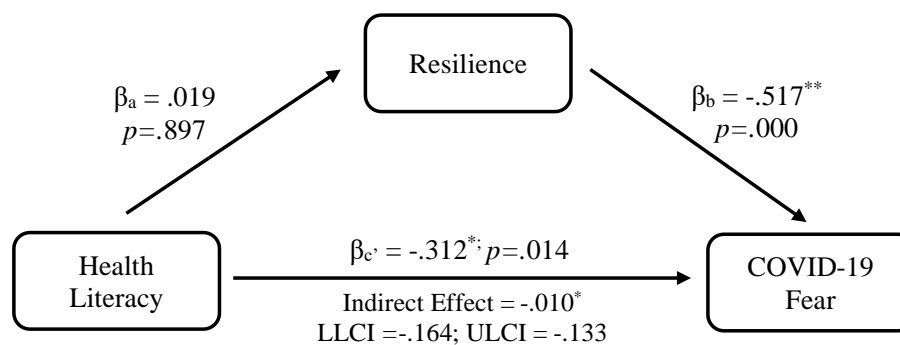 Resilience
βa = .019
p=.897
βb = -.517**
p=.000
Health
Literacy
βc’ = -.312*; p=.014
Indirect Effect = -.010*
LLCI =-.164; ULCI = -.133
COVID-19
Fear